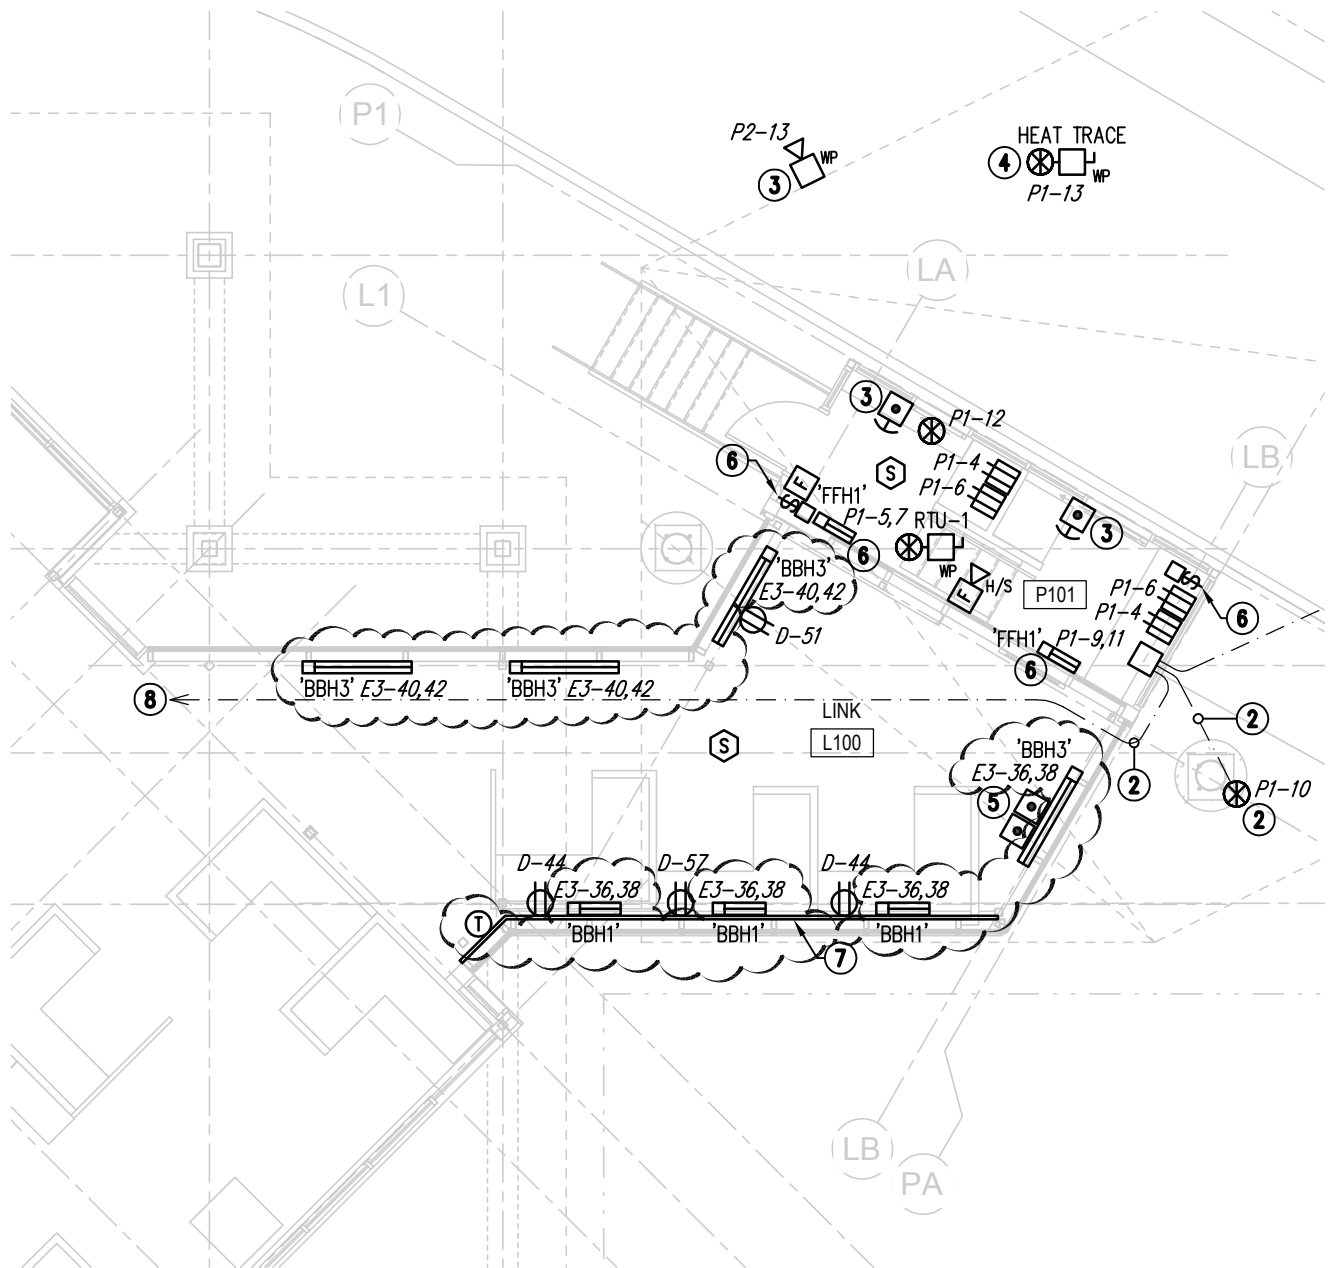 P1
P2-13
WP
3
HEAT TRACE
4
WP
P1-13
LA
L1
3
P1-12
6
F
S
P1-4
P1-6
LB
'FFH1'
S
P1-5,7
RTU-1
3
6
WP
'BBH3'
E3-40,42
F
H/S
P101
S
P1-6
P1-4
6
D-51
'FFH1'
P1-9,11
6
'BBH3' E3-40,42
'BBH3' E3-40,42
8
LINK
L100
S
2
'BBH3'
E3-36,38
5
2
P1-10
2
D-44
D-57
D-44
E3-36,38
E3-36,38
E3-36,38
T
'BBH1'
'BBH1'
'BBH1'
7
LB
PA